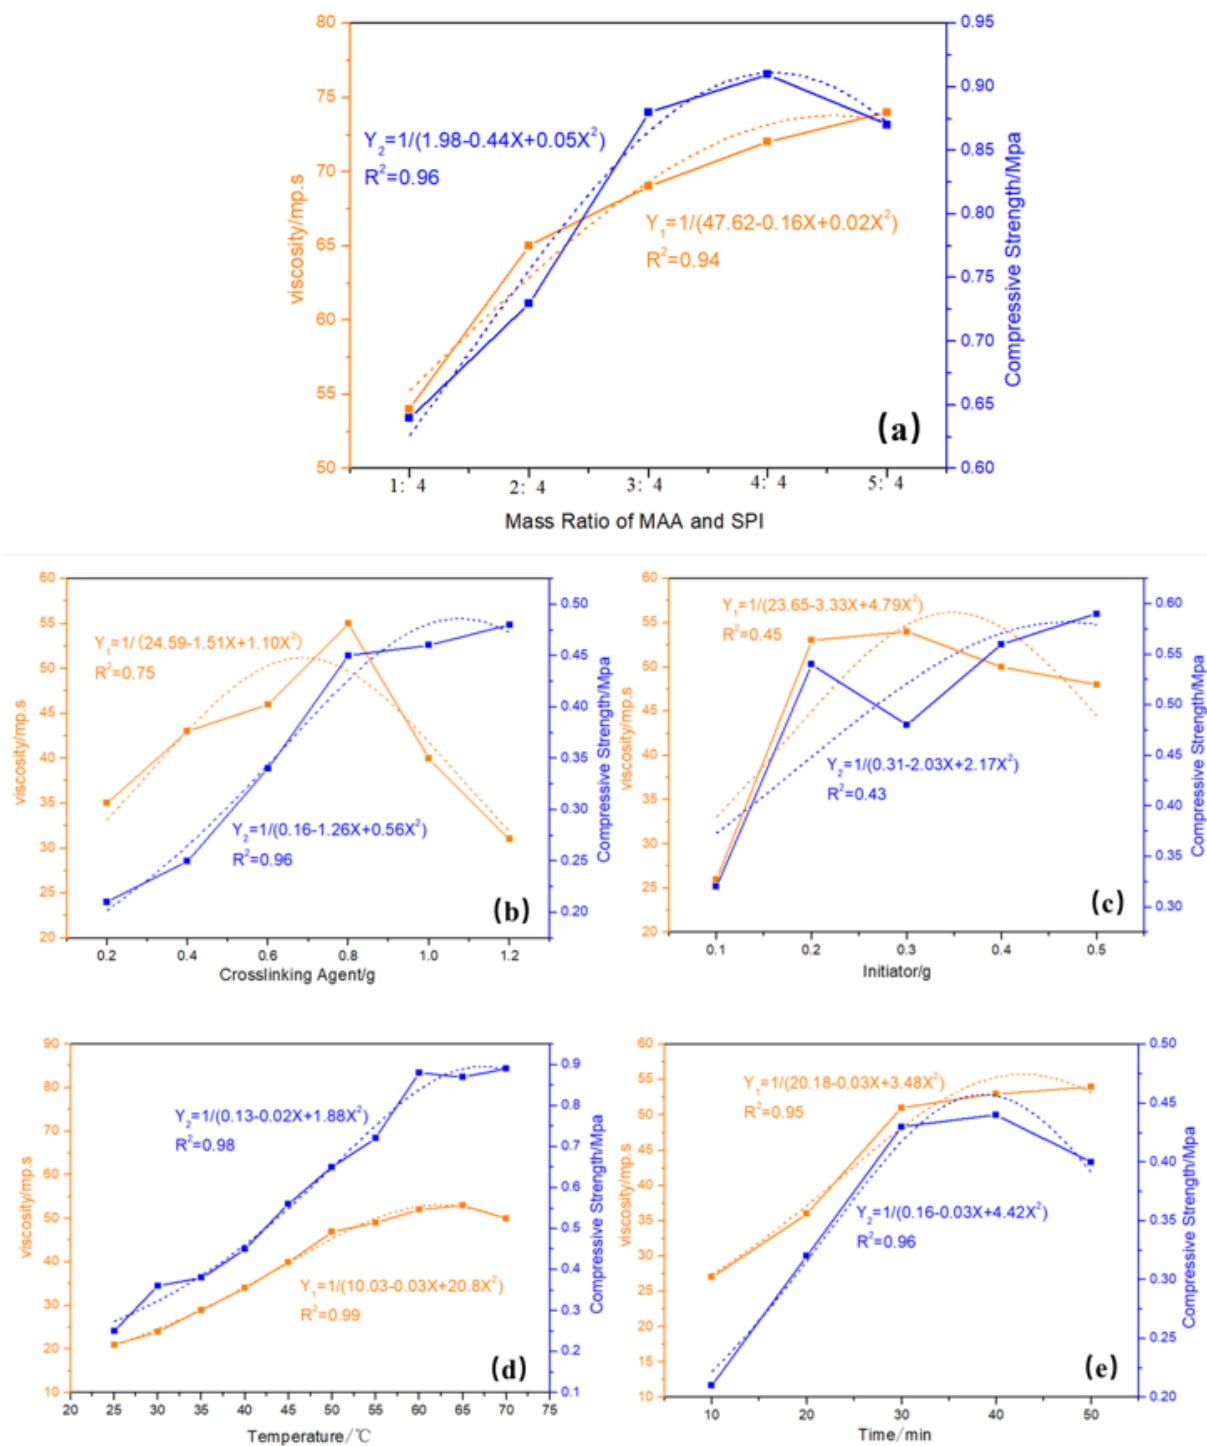 80
75
70
65
60
55
50
viscosity/mp.s
0.95
0.90
0.85
0.80
0.75
0.70
0.65
0.60
Compressive Strength/Mpa
Y₂=1/(1.98-0.44X+0.05X²)
R²=0.96
Y₁=1/(47.62-0.16X+0.02X²)
R²=0.94
(a)
1: 4 2: 4 3: 4 4: 4 5: 4
Mass Ratio of MAA and SPI
60
55
50
45
40
35
30
25
20
viscosity/mp.s
0.50
0.45
0.40
0.35
0.30
0.25
0.20
Compressive Strength/Mpa
Y₁=1/(24.59-1.51X+1.10X²)
R²=0.75
Y₂=1/(0.16-1.26X+0.56X²)
R²=0.96
(b)
0.2 0.4 0.6 0.8 1.0 1.2
Crosslinking Agent/g
60
55
50
45
40
35
30
25
20
viscosity/mp.s
0.60
0.55
0.50
0.45
0.40
0.35
0.30
Compressive Strength/Mpa
Y₁=1/(23.65-3.33X+4.79X²)
R²=0.45
Y₂=1/(0.31-2.03X+2.17X²)
R²=0.43
(c)
0.1 0.2 0.3 0.4 0.5
Initiator/g
90
80
70
60
50
40
30
20
10
viscosity/mp.s
0.9
0.8
0.7
0.6
0.5
0.4
0.3
0.2
0.1
Compressive Strength/Mpa
Y₂=1/(0.13-0.02X+1.88X²)
R²=0.98
Y₁=1/(10.03-0.03X+20.8X²)
R²=0.99
(d)
20 25 30 35 40 45 50 55 60 65 70 75
Temperature/℃
60
55
50
45
40
35
30
25
20
15
10
viscosity/mp.s
0.50
0.45
0.40
0.35
0.30
0.25
0.20
Compressive Strength/Mpa
Y₁=1/(20.18-0.03X+3.48X²)
R²=0.95
Y₂=1/(0.16-0.03X+4.42X²)
R²=0.96
(e)
10 20 30 40 50
Time/min